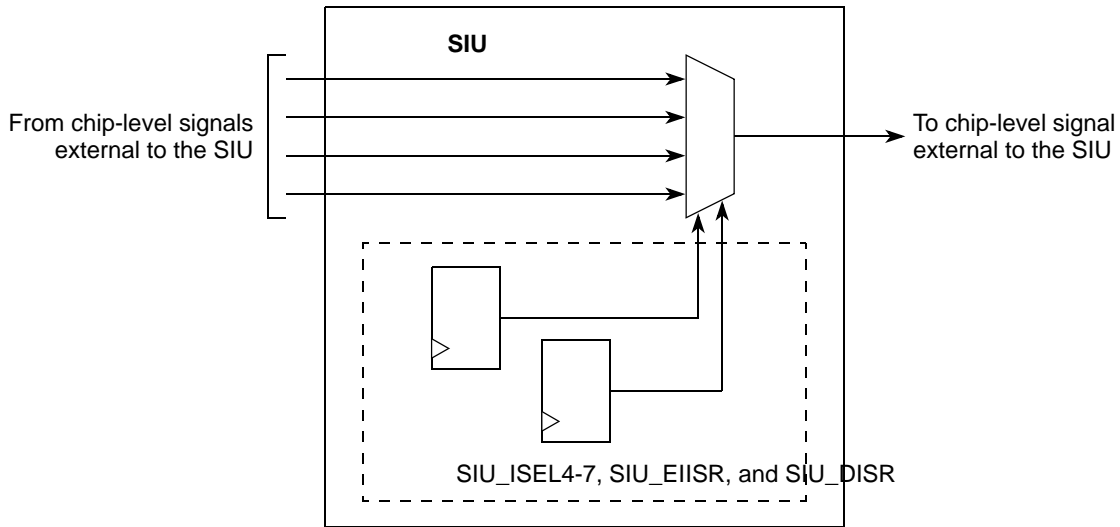 SIU
From chip-level signals
external to the SIU
To chip-level signal
external to the SIU
SIU_ISEL4-7, SIU_EIISR, and SIU_DISR